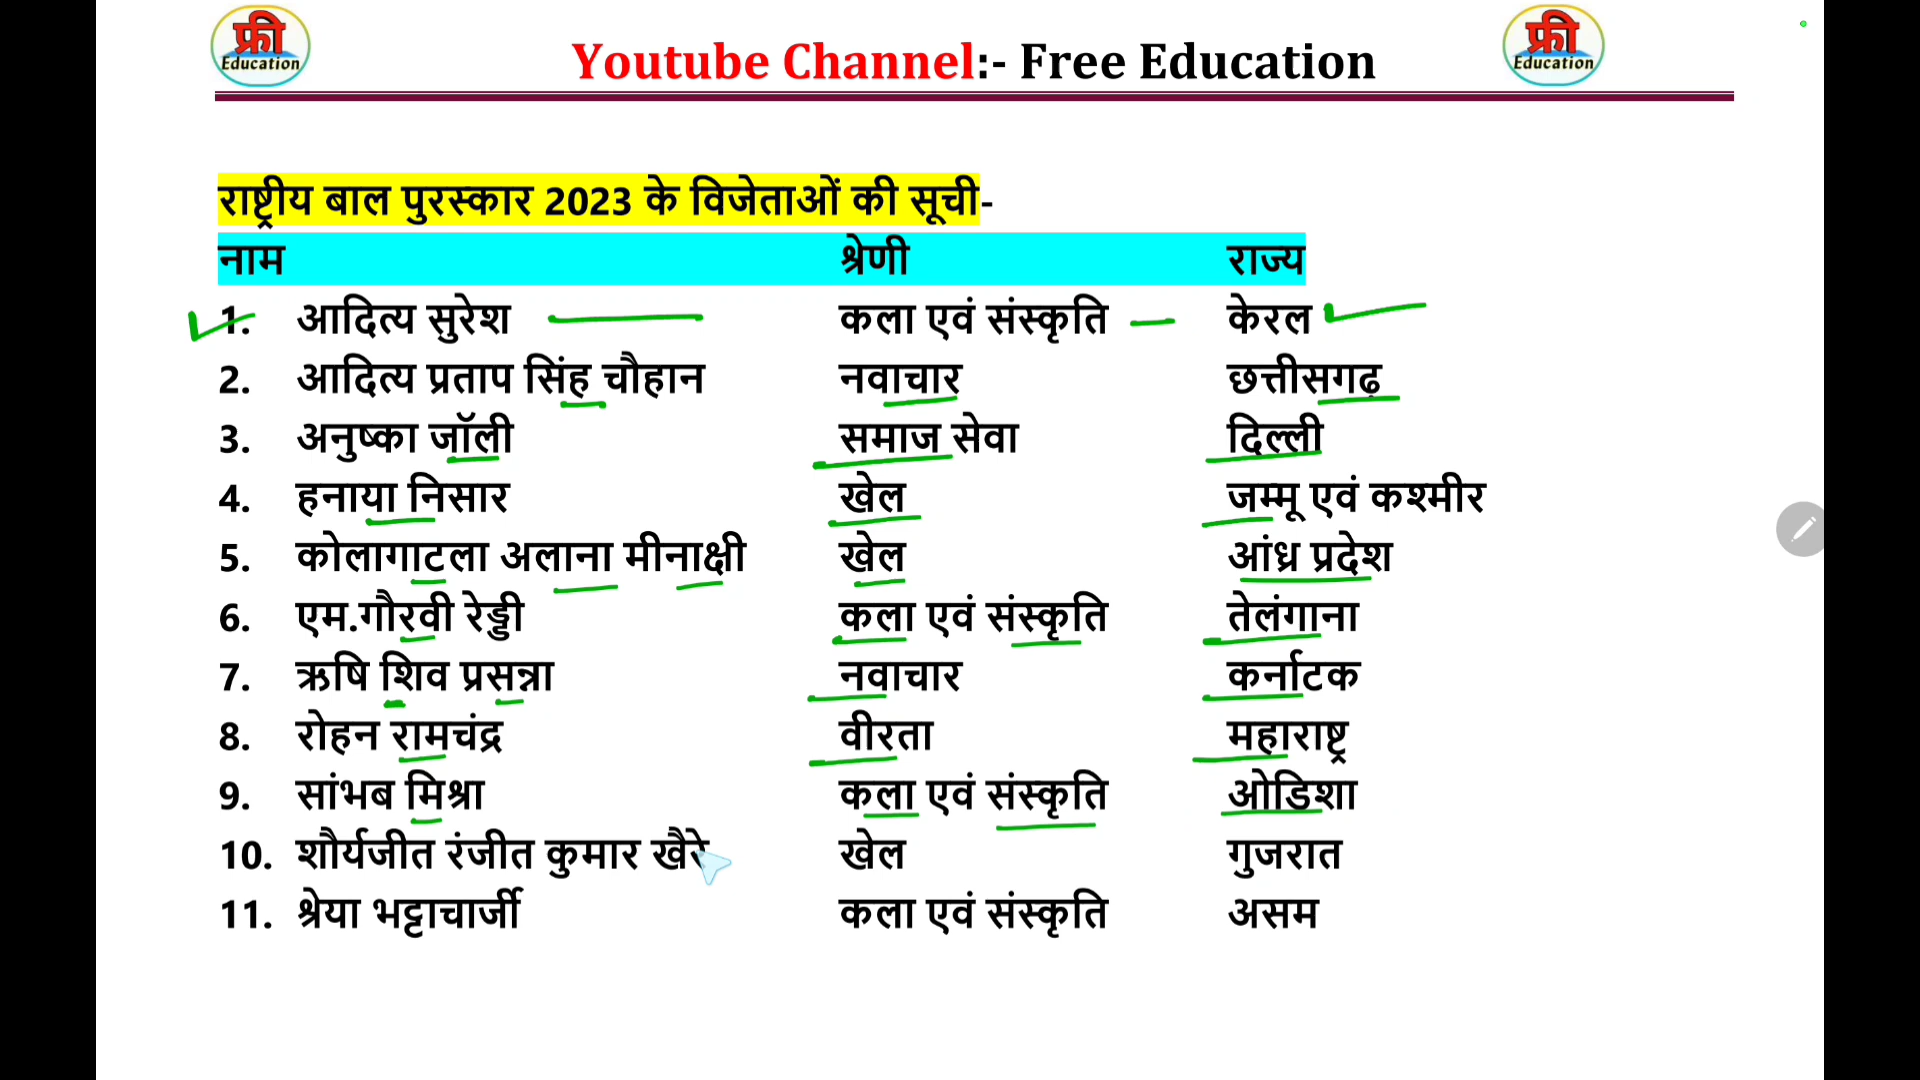 फ्री
Education
Youtube Channel:- Free Education
फ्री
Education
राष्ट्रीय बाल पुरस्कार 2023 के विजेताओं की सूची-
नाम श्रेणी राज्य
1. आदित्य सुरेश कला एवं संस्कृति केरल
2. आदित्य प्रताप सिंह चौहान नवाचार छत्तीसगढ़
3. अनुष्का जॉली समाज सेवा दिल्ली
4. हनाया निसार खेल जम्मू एवं कश्मीर
5. कोलागाटला अलाना मीनाक्षी खेल आंध्र प्रदेश
6. एम.गौरवी रेड्डी कला एवं संस्कृति तेलंगाना
7. ऋषि शिव प्रसन्ना नवाचार कर्नाटक
8. रोहन रामचंद्र वीरता महाराष्ट्र
9. सांभब मिश्रा कला एवं संस्कृति ओडिशा
10. शौर्यजीत रंजीत कुमार खैरे खेल गुजरात
11. श्रेया भट्टाचार्जी कला एवं संस्कृति असम